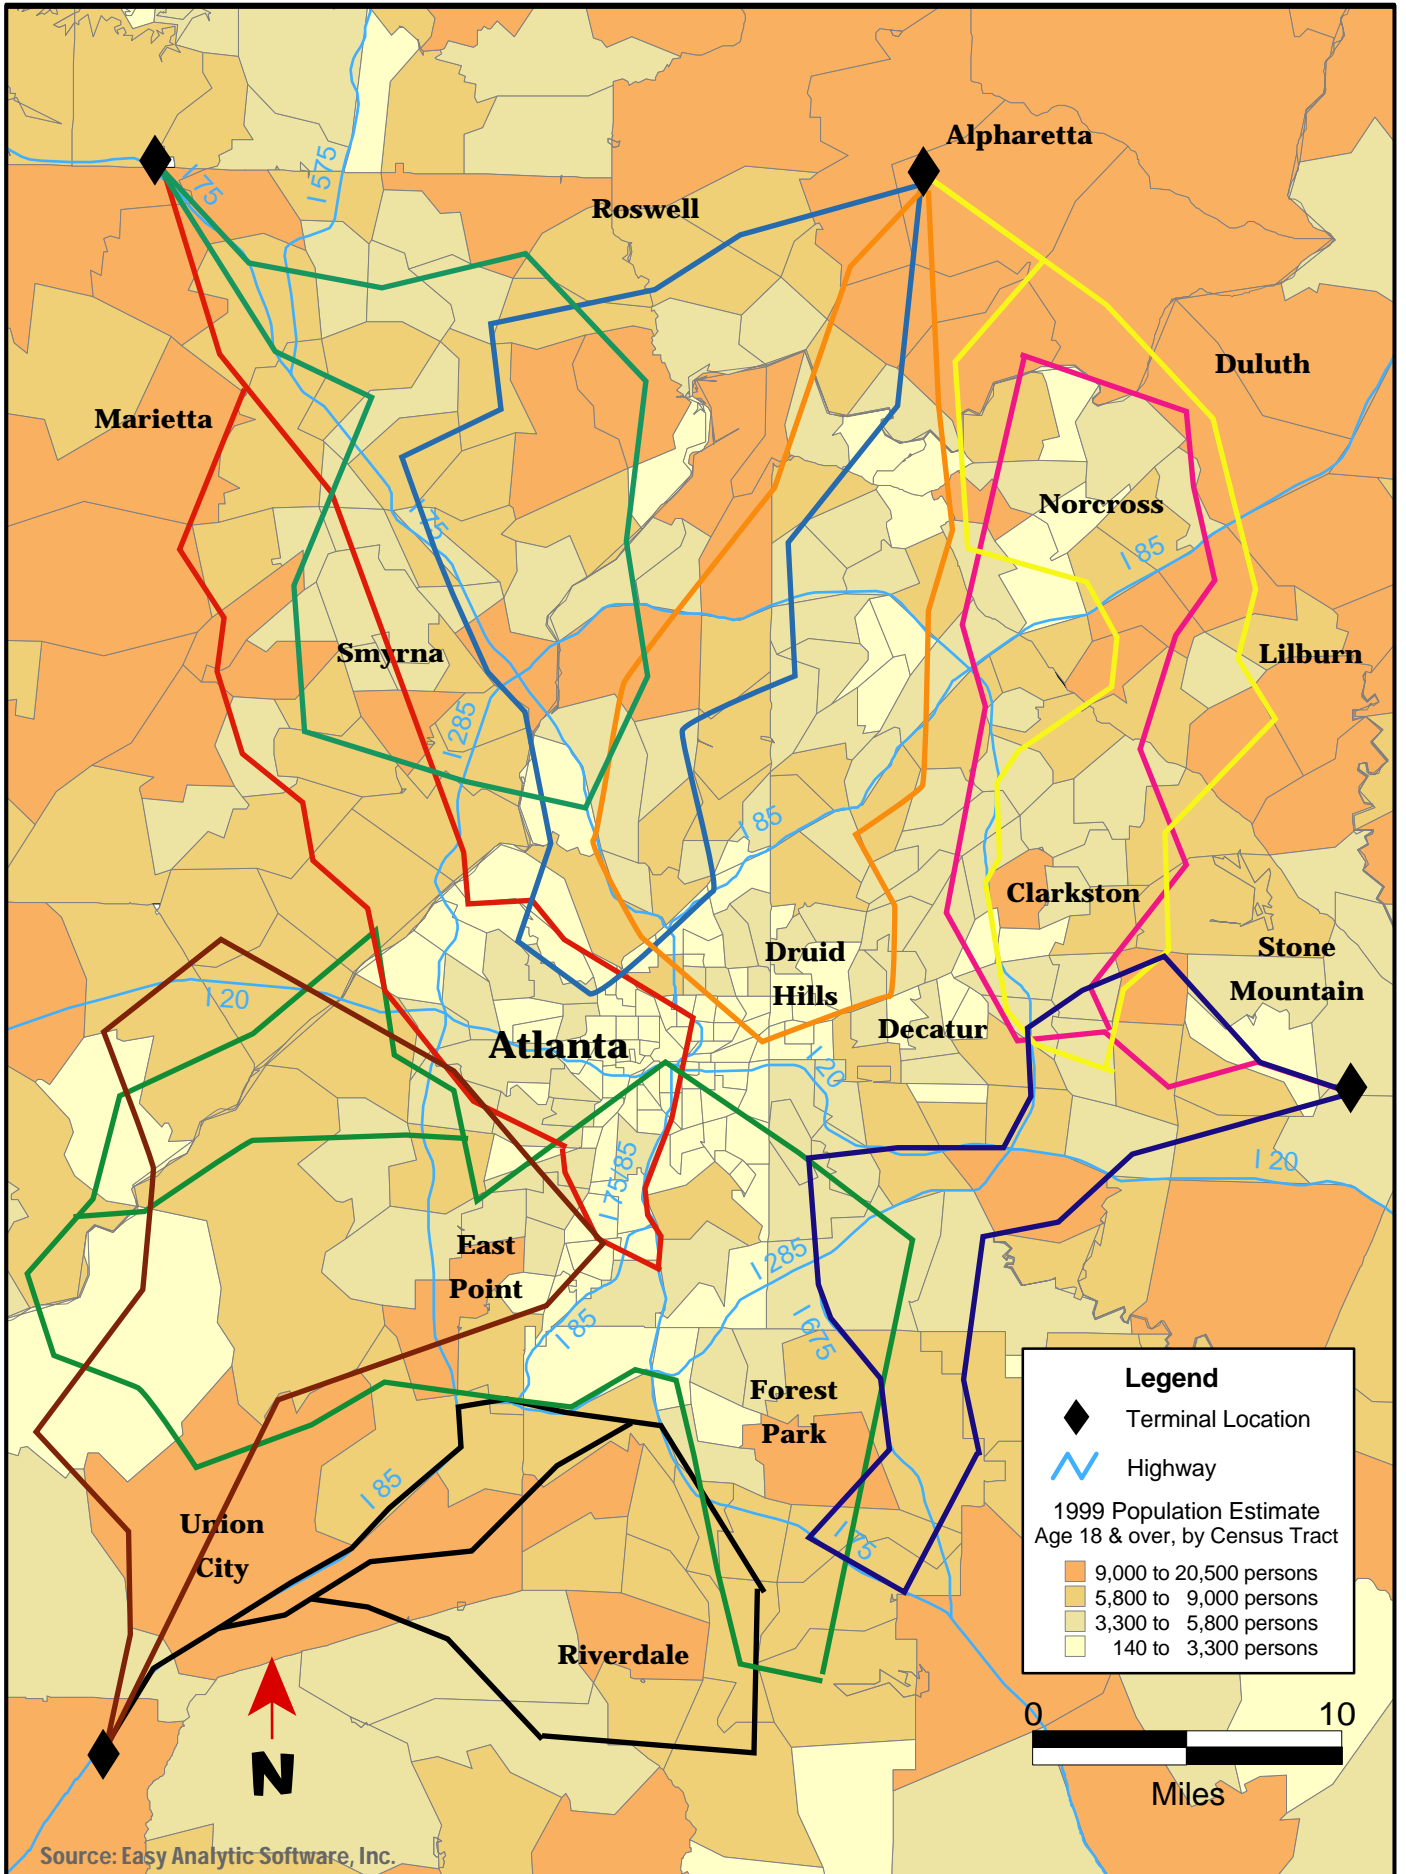 Alpharetta
I 575
I 75
Roswell
Duluth
Marietta
Norcross
I 75
I 85
Smyrna
Lilburn
I 285
I 85
Clarkston
Druid
Hills
Stone
Mountain
I 20
Decatur
Atlanta
I 20
I 75/85
I 20
East
Point
I 285
I 85
I 675
Forest
Park
I 85
Union
City
I 75
Riverdale
Legend
Terminal Location
Highway
1999 Population Estimate
Age 18 & over, by Census Tract
9,000 to 20,500 persons
5,800 to 9,000 persons
3,300 to 5,800 persons
140 to 3,300 persons
0 10
Miles
N
Source: Easy Analytic Software, Inc.